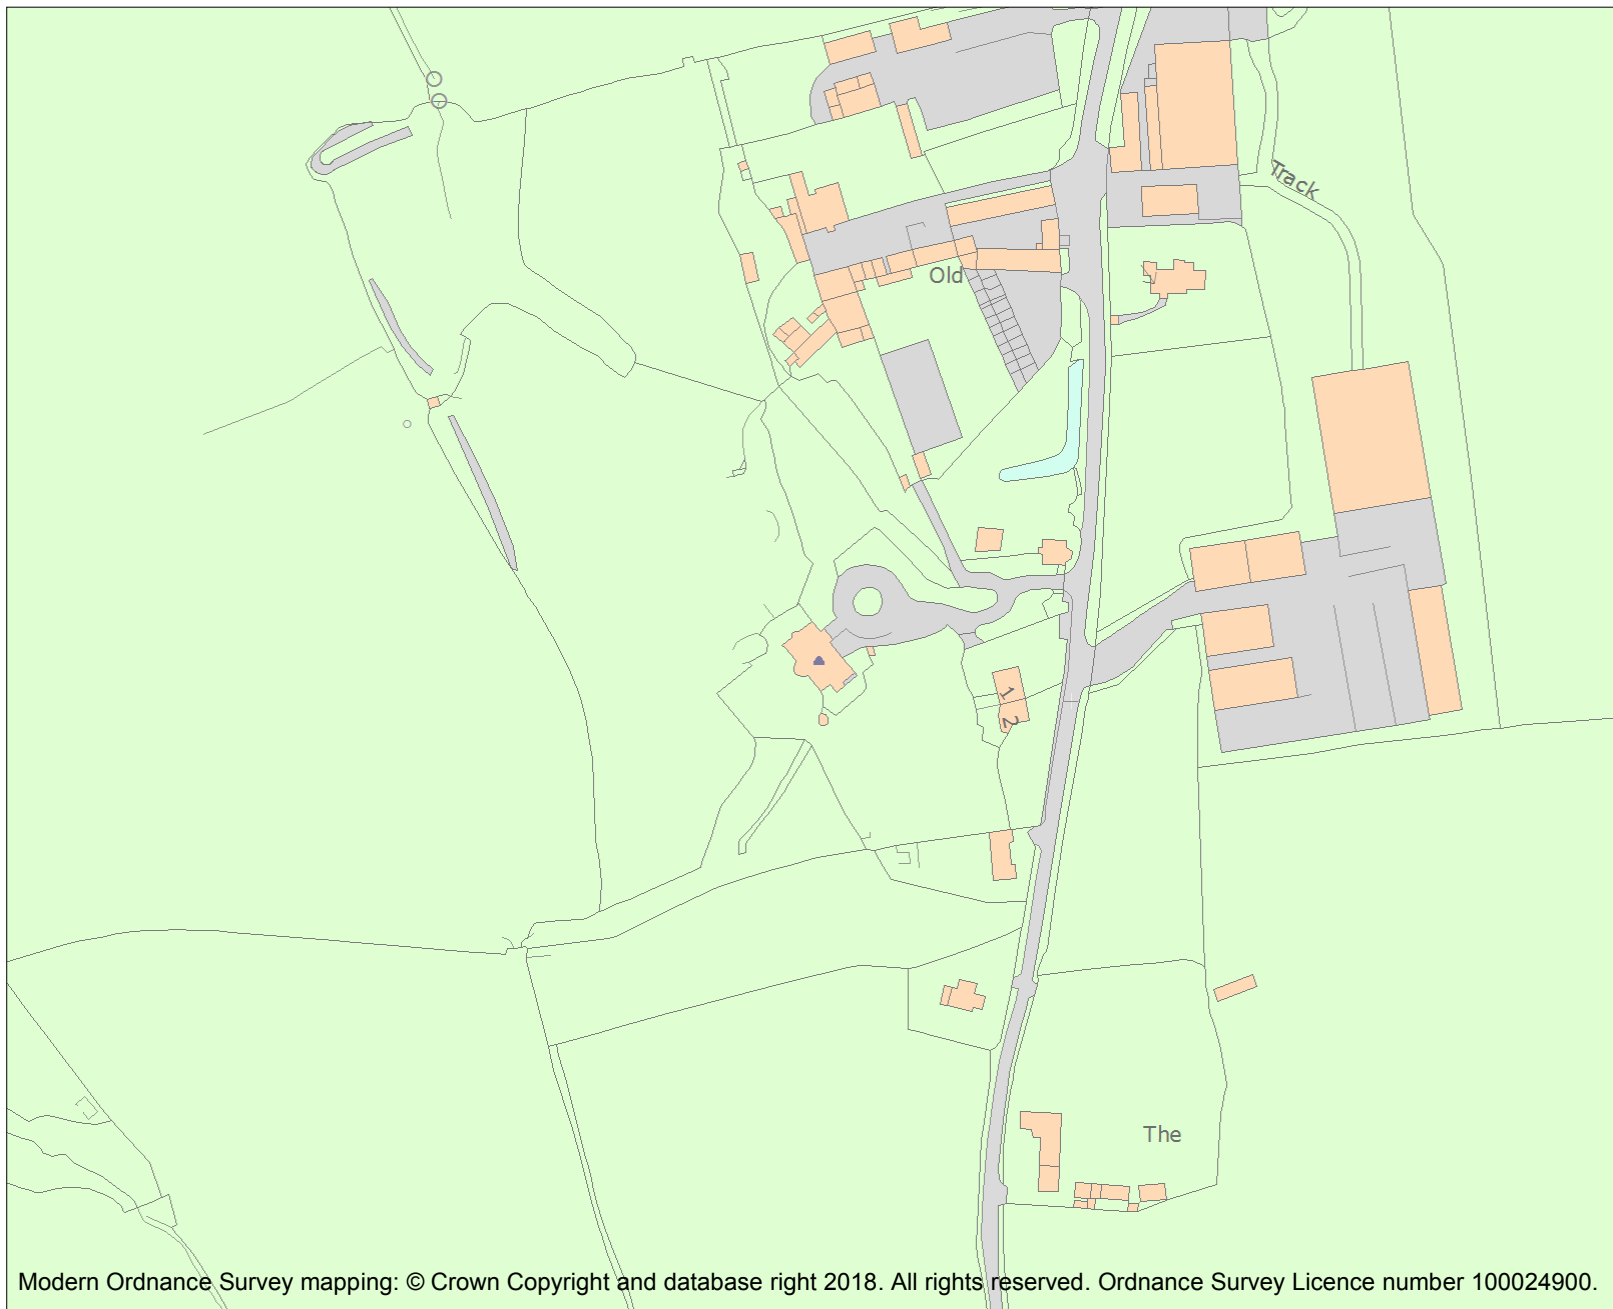 Track
Old
1
2
The
Modern Ordnance Survey mapping: © Crown Copyright and database right 2018. All rights reserved. Ordnance Survey Licence number 100024900.